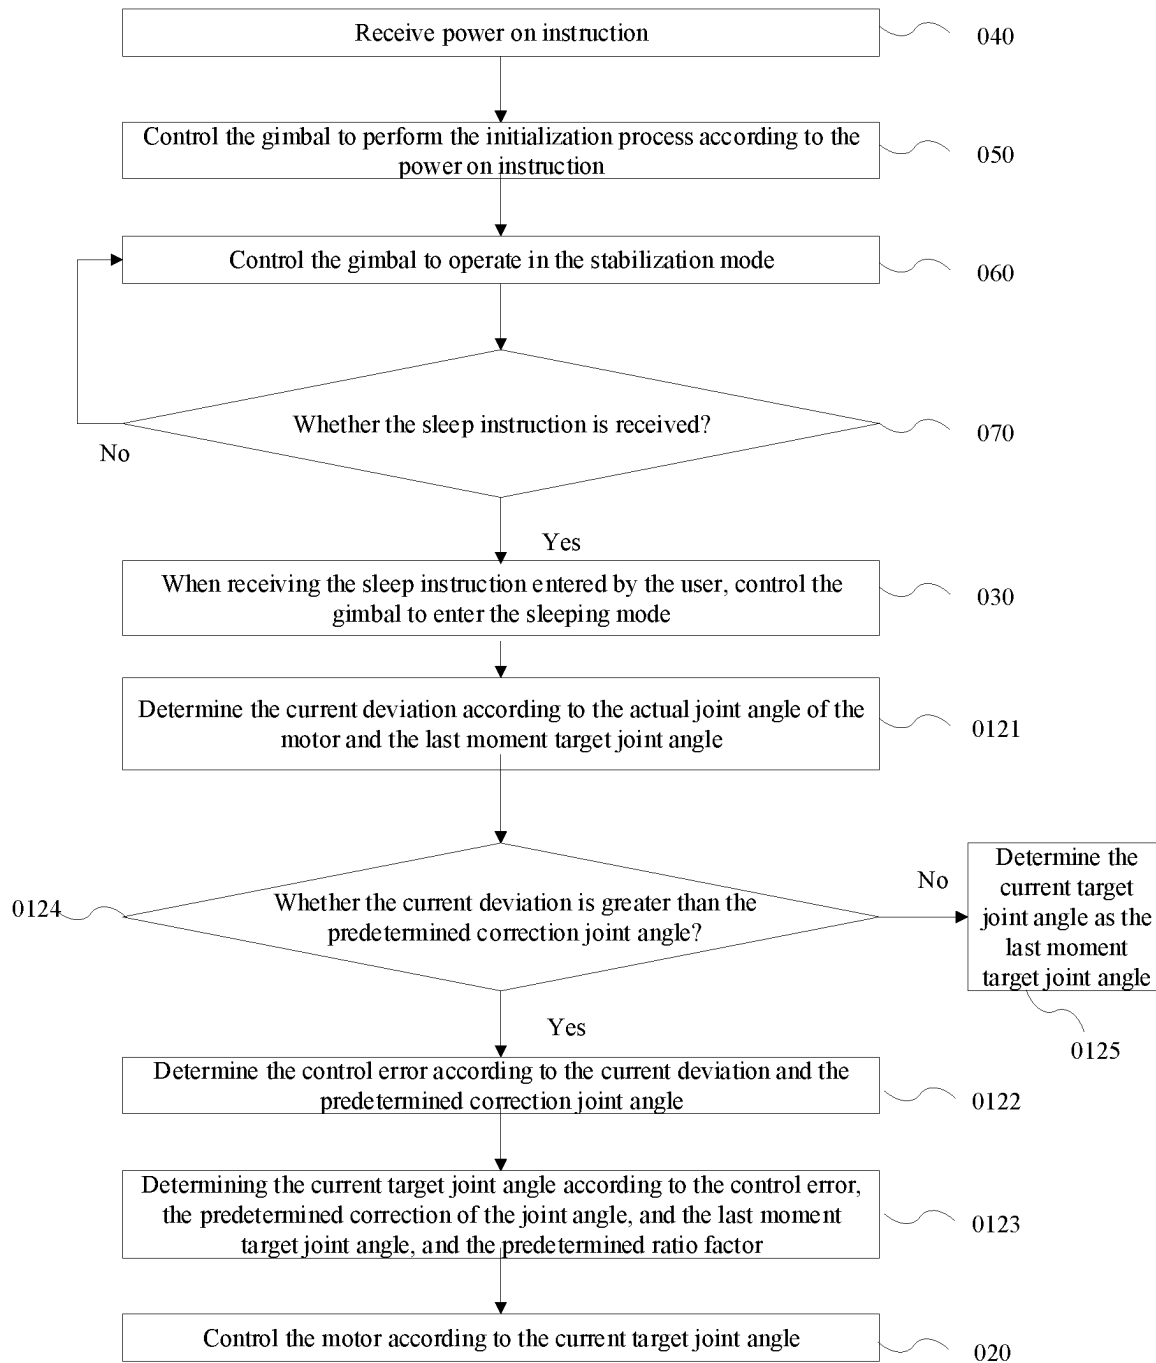 Receive power on instruction
040
Control the gimbal to perform the initialization process according to the
power on instruction
050
Control the gimbal to operate in the stabilization mode
060
Whether the sleep instruction is received?
070
No
Yes
When receiving the sleep instruction entered by the user, control the
gimbal to enter the sleeping mode
030
Determine the current deviation according to the actual joint angle of the
motor and the last moment target joint angle
0121
0124
Whether the current deviation is greater than the
predetermined correction joint angle?
No
Determine the
current target
joint angle as the
last moment
target joint angle
0125
Yes
Determine the control error according to the current deviation and the
predetermined correction joint angle
0122
Determining the current target joint angle according to the control error,
the predetermined correction of the joint angle, and the last moment
target joint angle, and the predetermined ratio factor
0123
Control the motor according to the current target joint angle
020